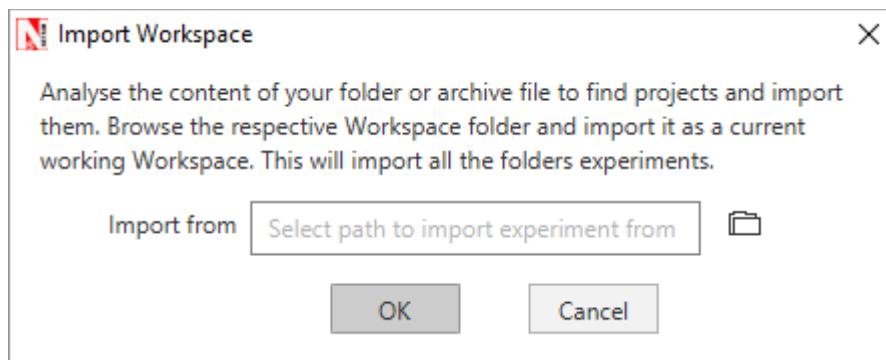 Import Workspace
Analyse the content of your folder or archive file to find projects and import
them. Browse the respective Workspace folder and import it as a current
working Workspace. This will import all the folders experiments.
Import from Select path to import experiment from
OK Cancel